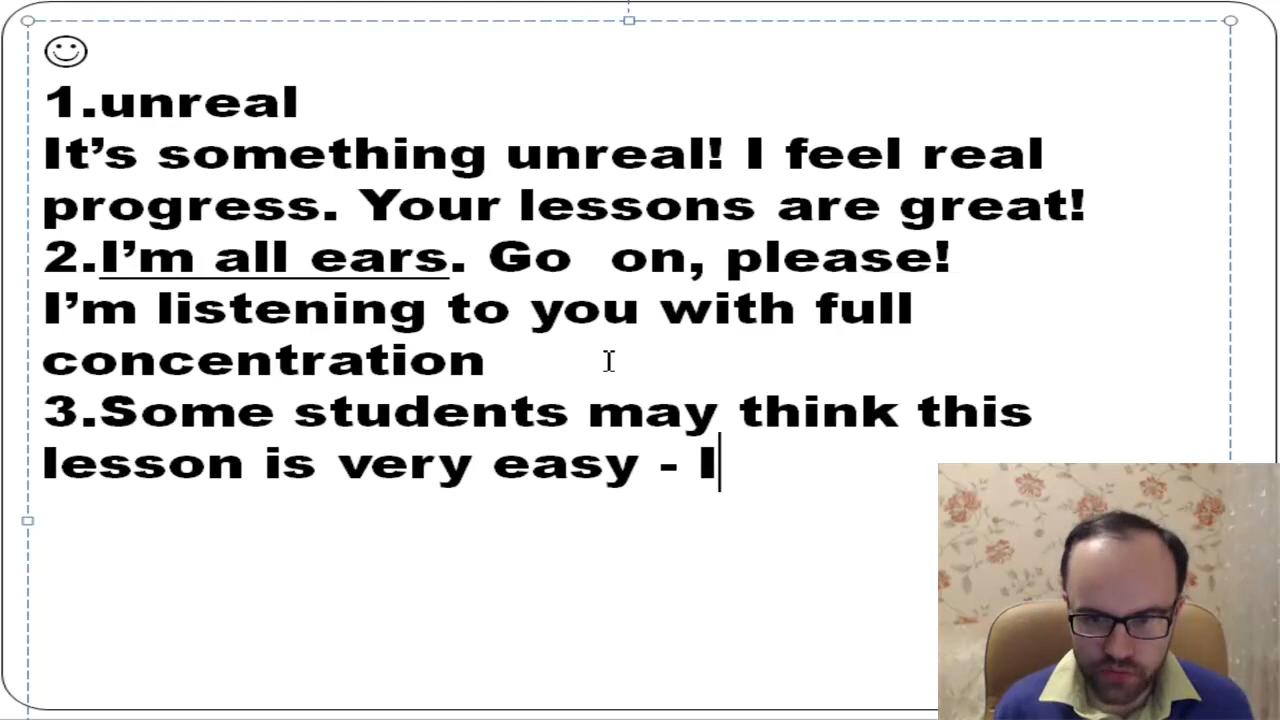 1.unreal
It’s something unreal! I feel real
progress. Your lessons are great!
2.I’m all ears. Go  on, please!
I’m listening to you with full
concentration
3.Some students may think this
lesson is very easy - I